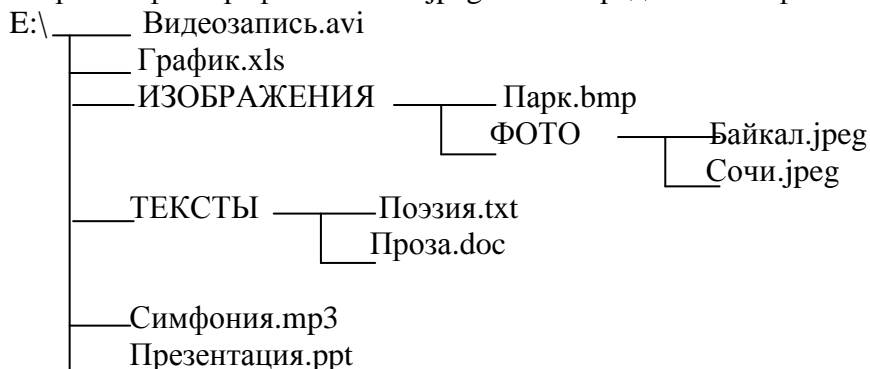 E:\ Видеозапись.avi
График.xls
ИЗОБРАЖЕНИЯ Парк.bmp
ФОТО Байкал.jpeg
Сочи.jpeg
ТЕКСТЫ Поэзия.txt
Проза.doc
Симфония.mp3
Презентация.ppt